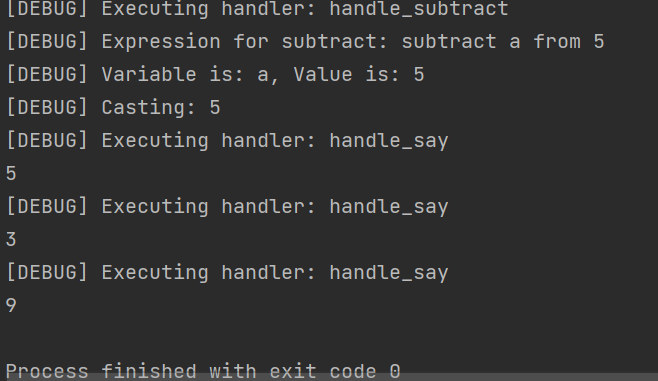 [DEBUG] Executing handler: handle_subtract
[DEBUG] Expression for subtract: subtract a from 5
[DEBUG] Variable is: a, Value is: 5
[DEBUG] Casting: 5
[DEBUG] Executing handler: handle_say
5
[DEBUG] Executing handler: handle_say
3
[DEBUG] Executing handler: handle_say
9
Process finished with exit code 0